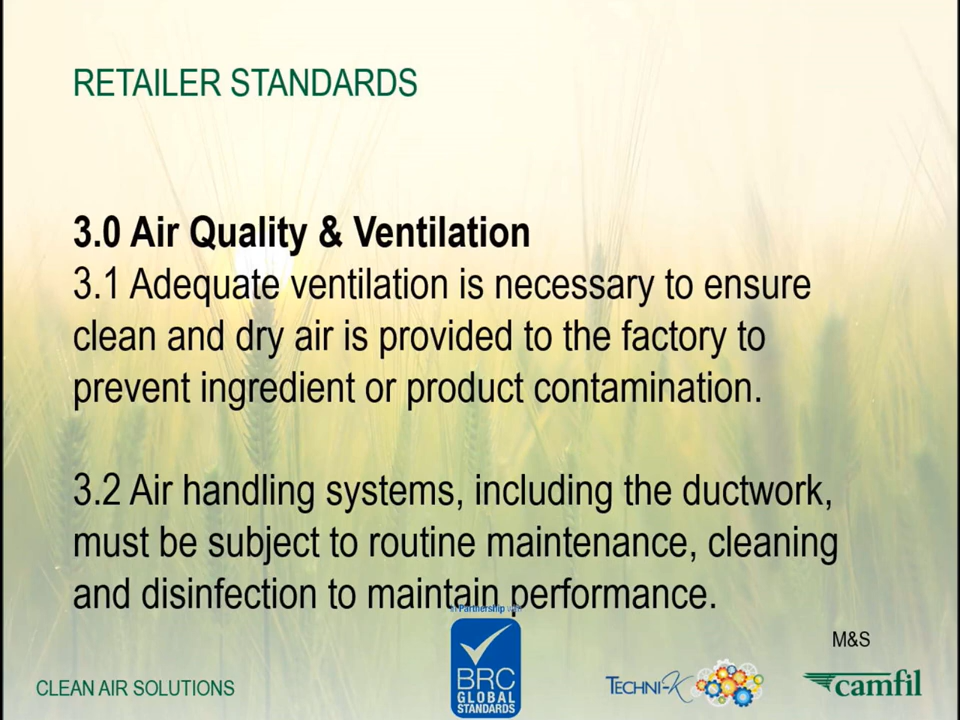 RETAILER STANDARDS
3.0 Air Quality & Ventilation
3.1 Adequate ventilation is necessary to ensure
clean and dry air is provided to the factory to
prevent ingredient or product contamination.
3.2 Air handling systems, including the ductwork,
must be subject to routine maintenance, cleaning
and disinfection to maintain performance.
in Partnership with
M&S
BRC
GLOBAL
STANDARDS
CLEAN AIR SOLUTIONS
TECHNI-K
camfil